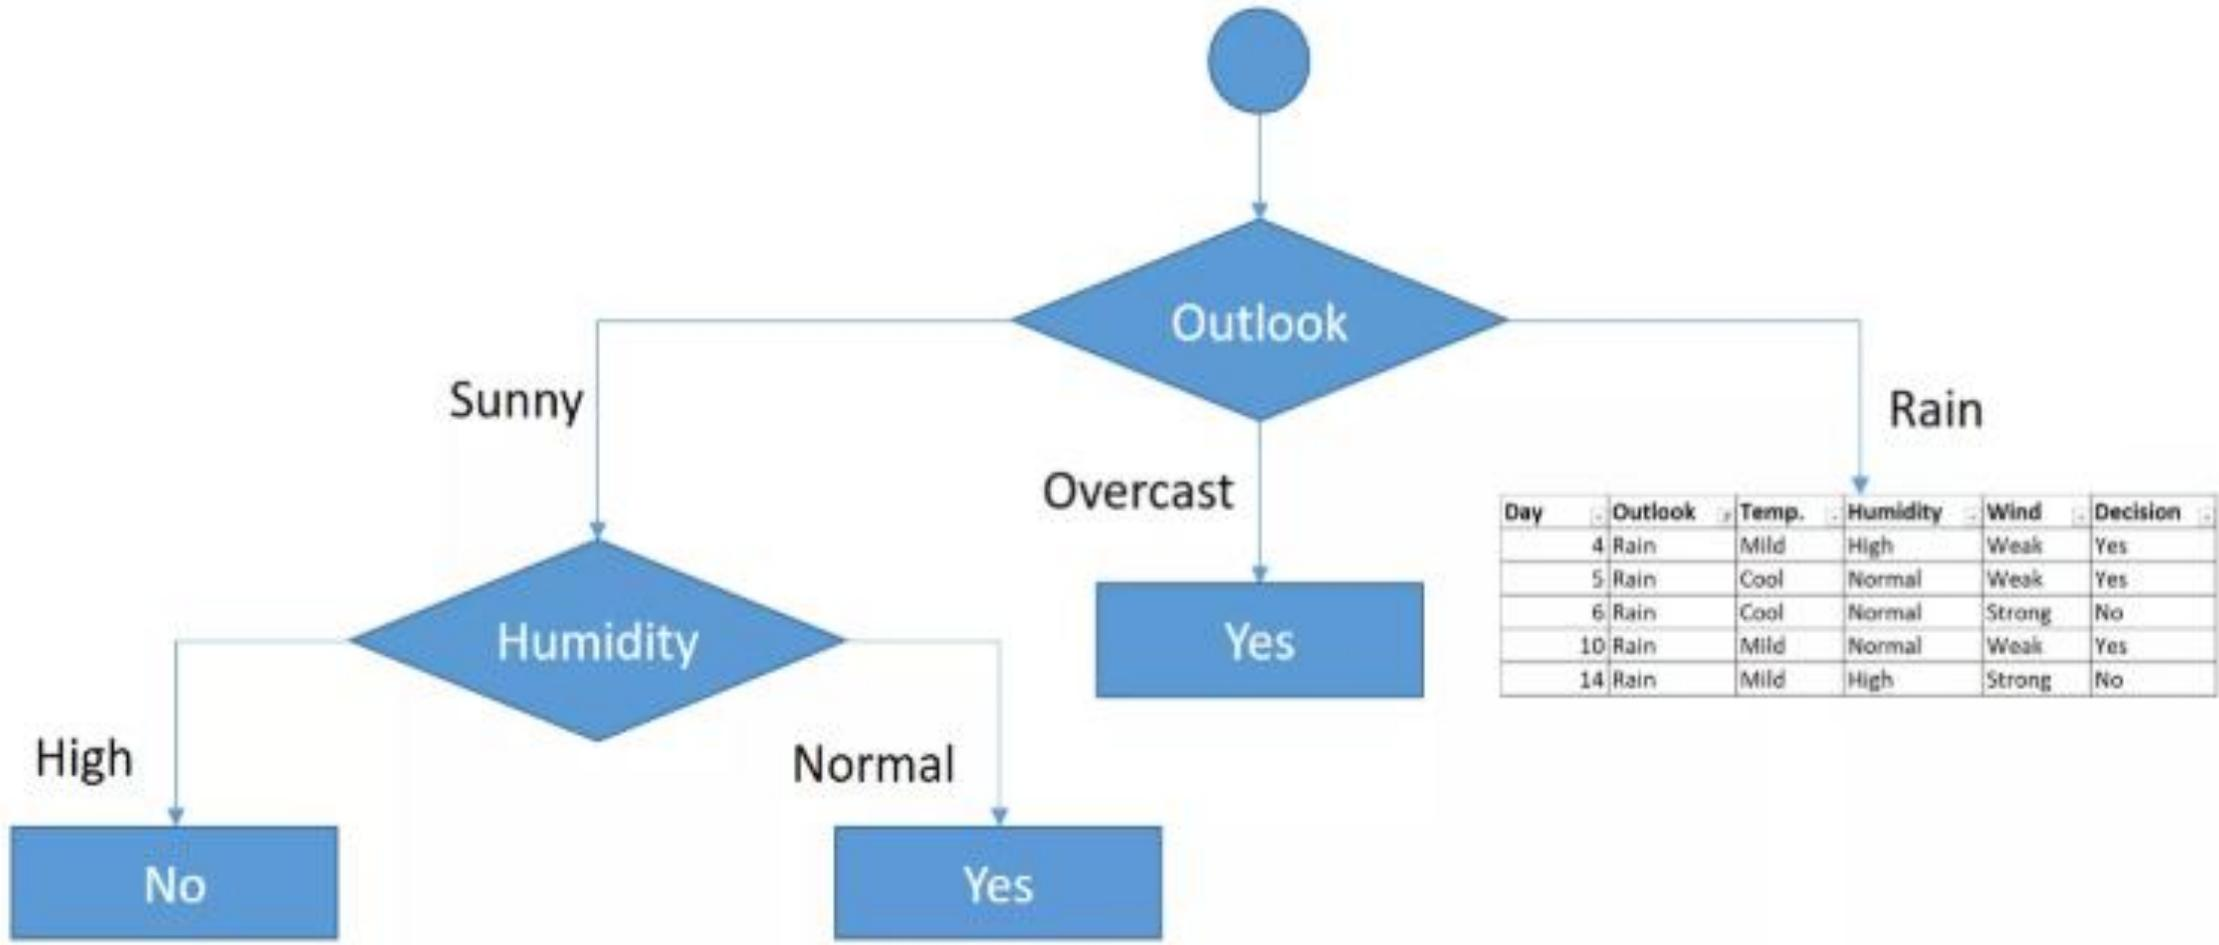 Outlook
Sunny
Rain
Overcast
Day Outlook Temp. Humidity Wind Decision
4 Rain Mild High Weak Yes
5 Rain Cool Normal Weak Yes
6 Rain Cool Normal Strong No
10 Rain Mild Normal Weak Yes
14 Rain Mild High Strong No
Humidity
Yes
High
Normal
No
Yes